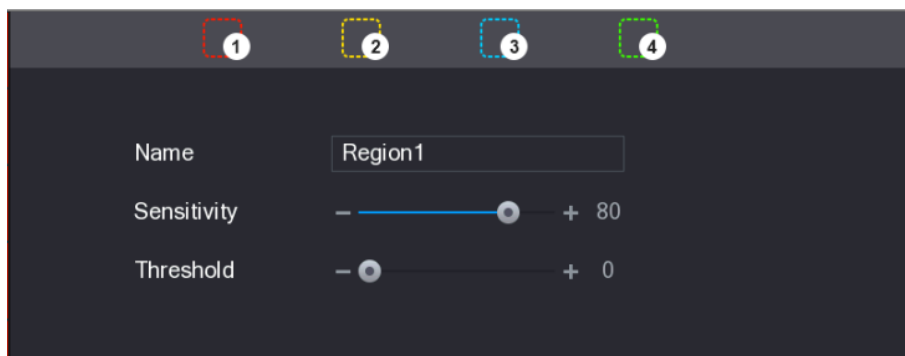 1 2 3 4
Name Region1
Sensitivity − + 80
Threshold − + 0